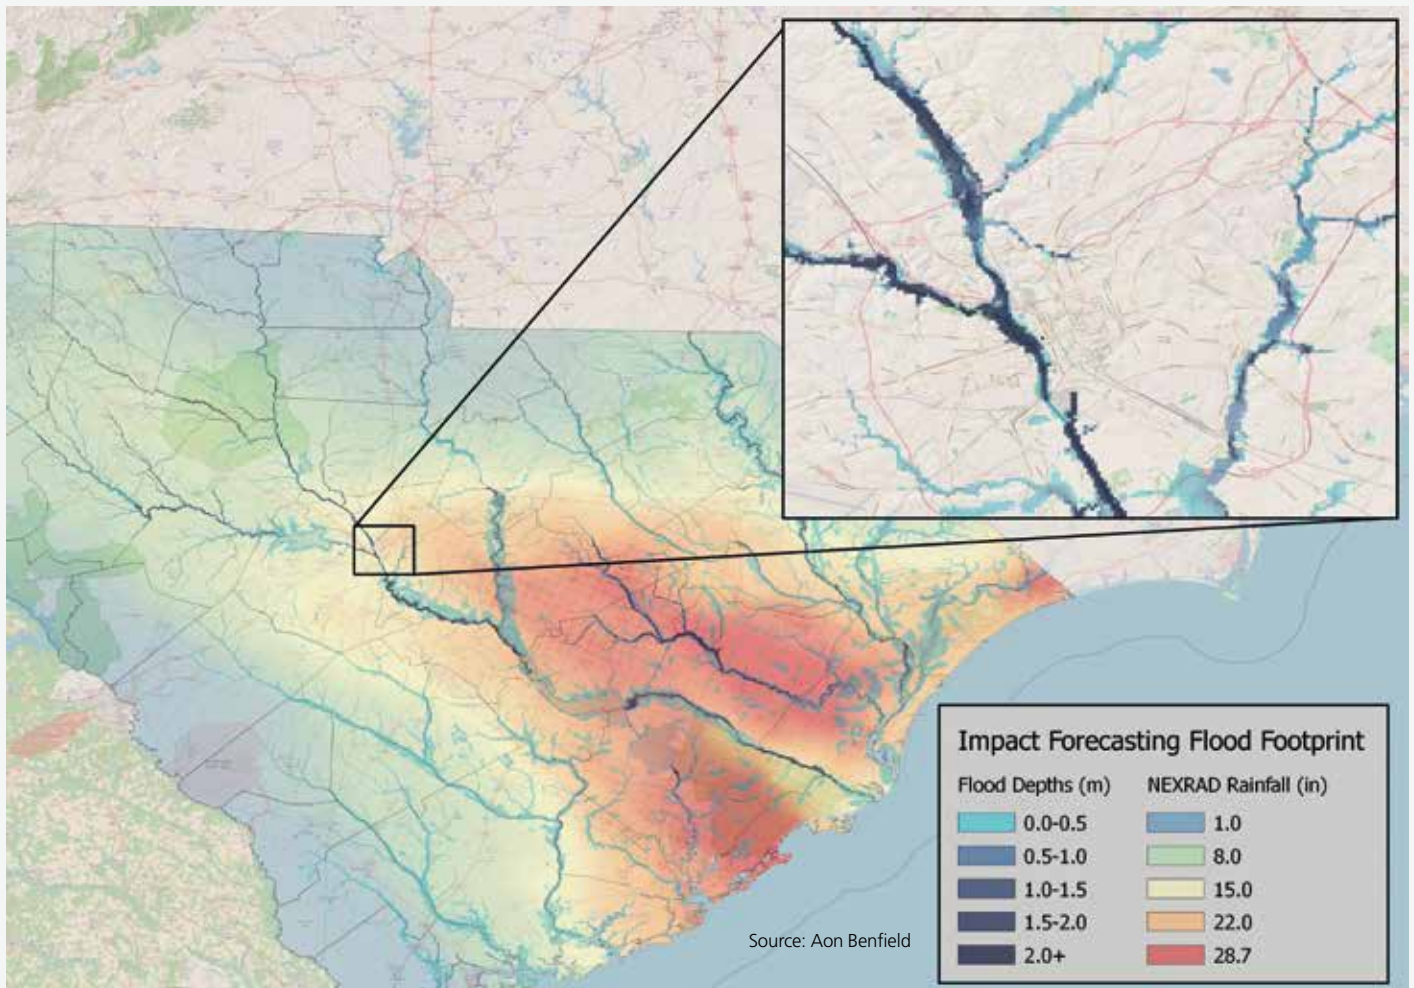 Impact Forecasting Flood Footprint
Flood Depths (m) NEXRAD Rainfall (in)
0.0-0.5 1.0
0.5-1.0 8.0
1.0-1.5 15.0
1.5-2.0 22.0
2.0+ 28.7
Source: Aon Benfield